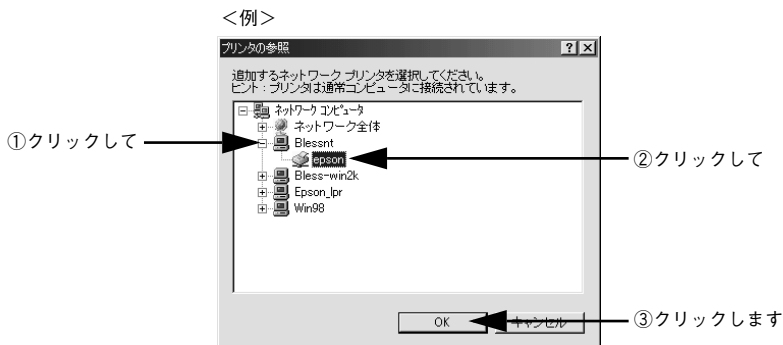 ＜例＞
プリンタの参照
追加するネットワーク プリンタを選択してください。
ヒント : プリンタは通常コンピュータに接続されています。
ネットワーク コンピュータ
ネットワーク全体
①クリックして
Blessnt
epson
②クリックして
Bless-win2k
Epson_lpr
Win98
OK
キャンセル
③クリックします